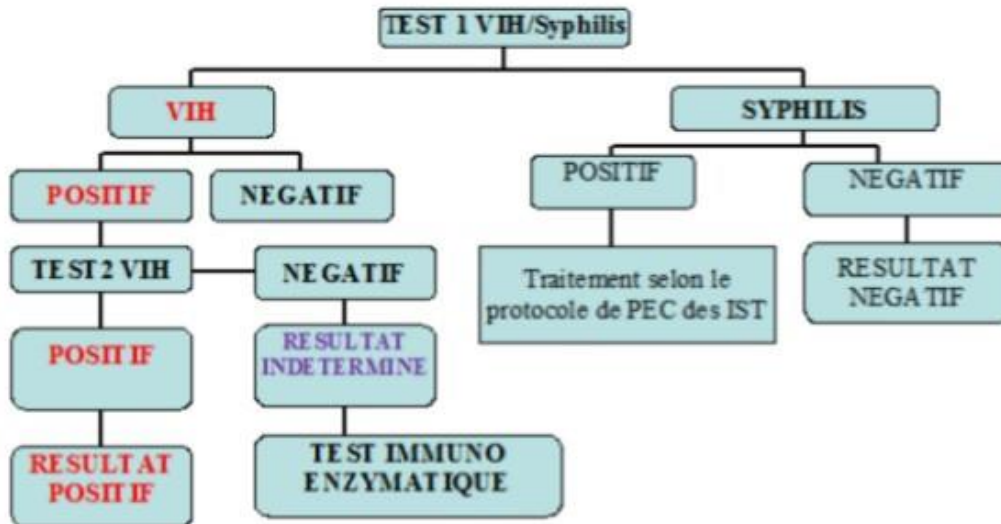 TEST 1 VIH/Syphilis
VIH
SYPHILIS
POSITIF
NEGATIF
POSITIF
NEGATIF
TEST 2 VIH
NEGATIF
Traitement selon le
protocole de PEC des IST
RESULTAT
NEGATIF
POSITIF
RESULTAT
INDETERMINE
RESULTAT
POSITIF
TEST IMMUNO
ENZYMATIQUE